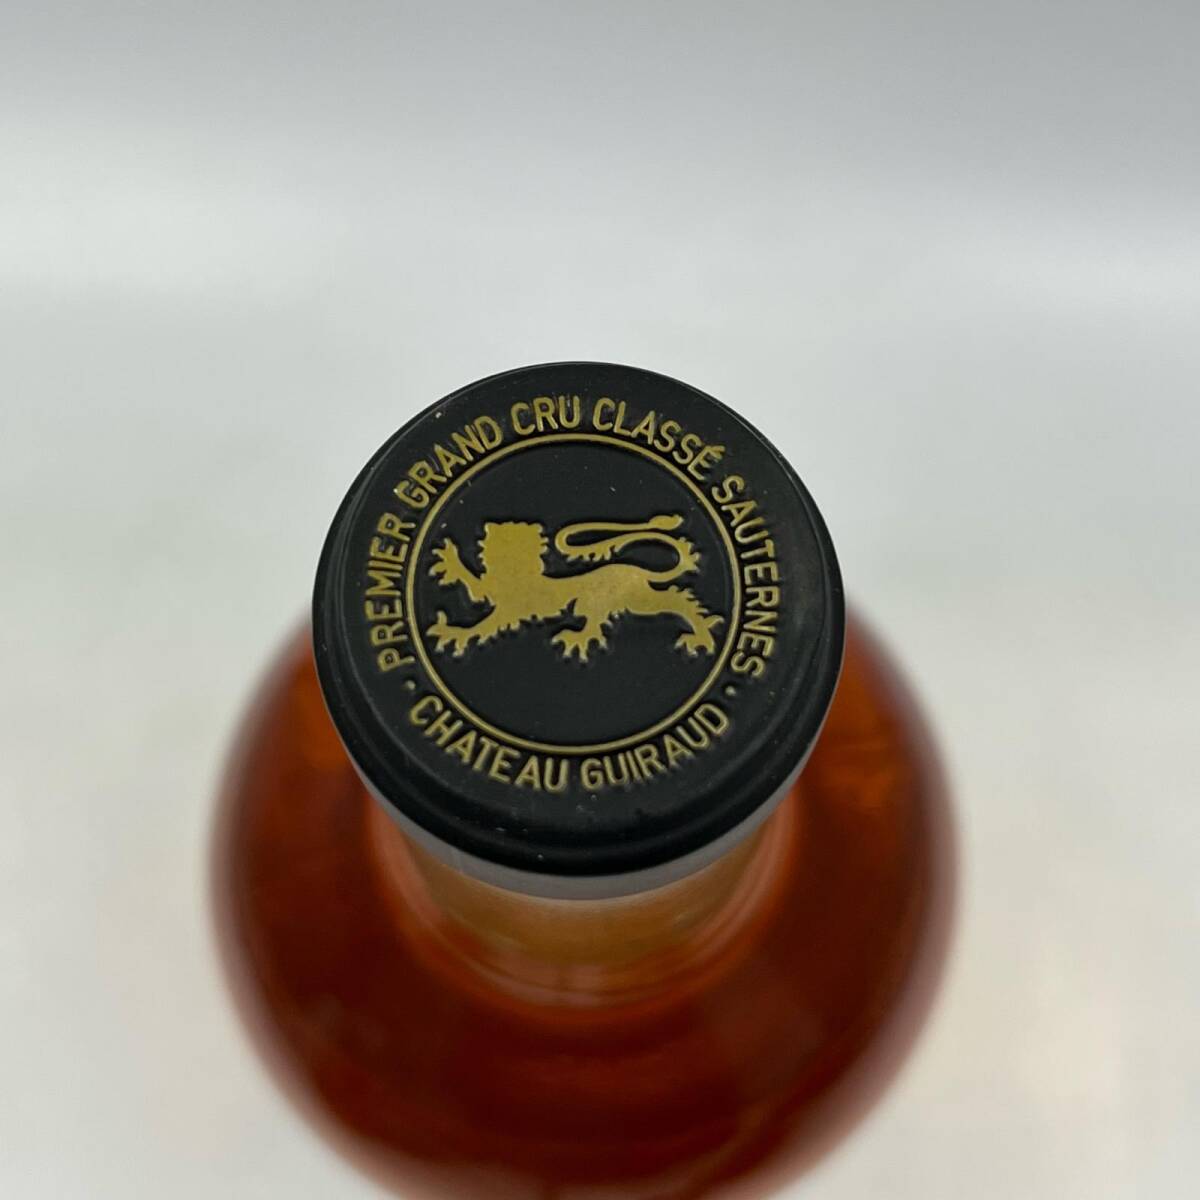 PREMIER GRAND CRU CLASSÉ SAUTERNES
· CHATEAU GUIRAUD ·